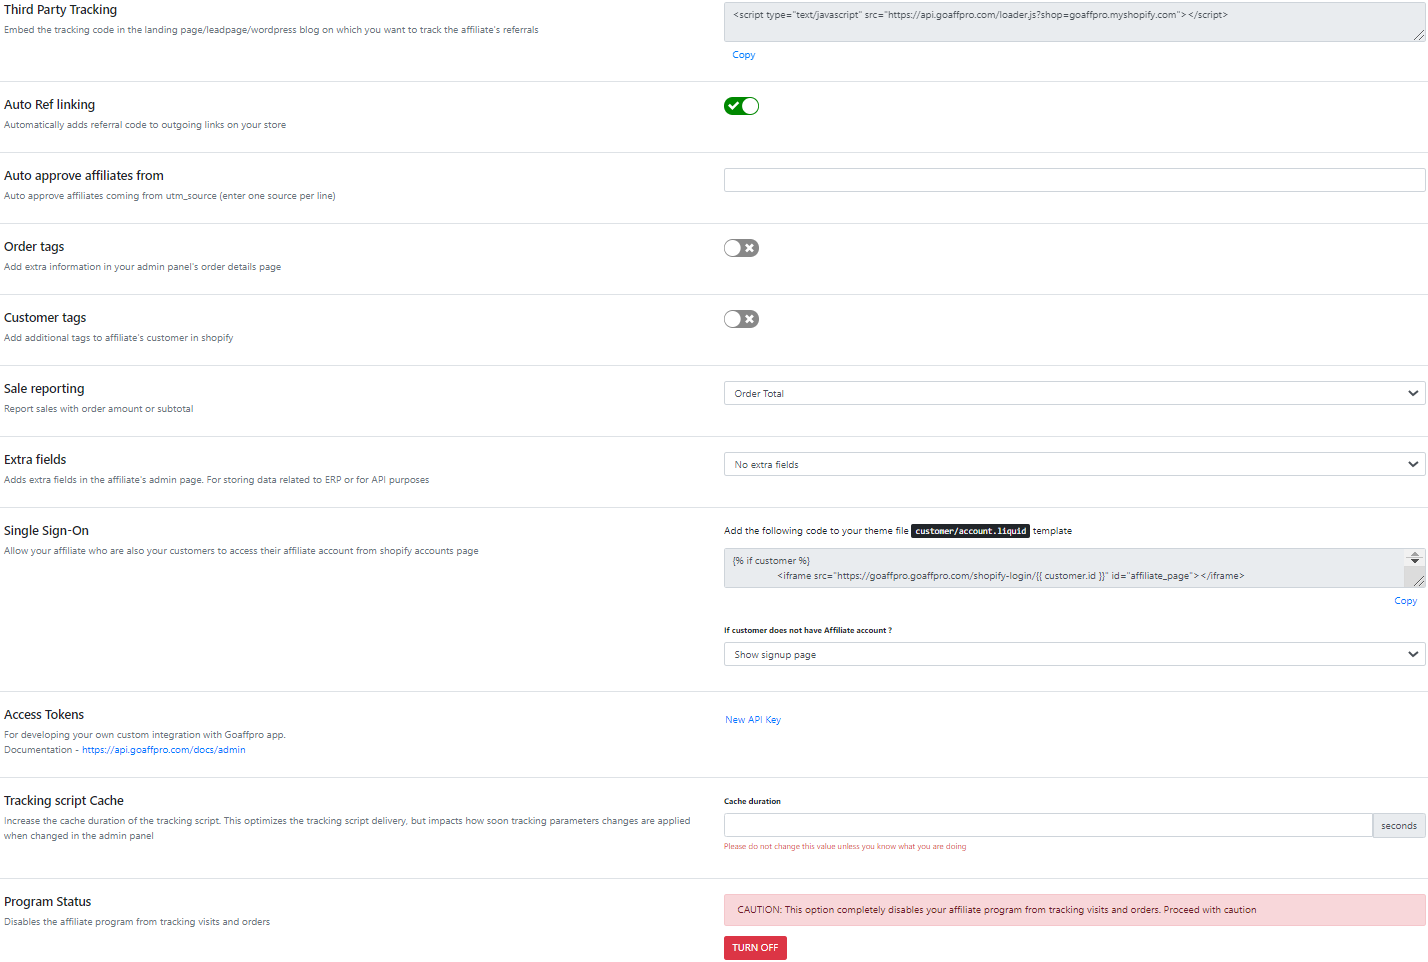 Third Party Tracking
Embed the tracking code in the landing page/leadpage/wordpress blog on which you want to track the affiliate's referrals
<script type="text/javascript" src="https://api.goaffpro.com/loader.js?shop=goaffpro.myshopify.com"></script>
Copy
Auto Ref linking
Automatically adds referral code to outgoing links on your store
Auto approve affiliates from
Auto approve affiliates coming from utm_source (enter one source per line)
Order tags
Add extra information in your admin panel's order details page
Customer tags
Add additional tags to affiliate's customer in shopify
Sale reporting
Report sales with order amount or subtotal
Order Total
Extra fields
Adds extra fields in the affiliate's admin page. For storing data related to ERP or for API purposes
No extra fields
Single Sign-On
Allow your affiliate who are also your customers to access their affiliate account from shopify accounts page
Add the following code to your theme file customer/account.liquid template
{% if customer %}
<iframe src="https://goaffpro.goaffpro.com/shopify-login/{{ customer.id }}" id="affiliate_page"></iframe>
Copy
If customer does not have Affiliate account ?
Show signup page
Access Tokens
For developing your own custom integration with Goaffpro app.
Documentation - https://api.goaffpro.com/docs/admin
New API Key
Tracking script Cache
Increase the cache duration of the tracking script. This optimizes the tracking script delivery, but impacts how soon tracking parameters changes are applied
when changed in the admin panel
Cache duration
seconds
Please do not change this value unless you know what you are doing
Program Status
Disables the affiliate program from tracking visits and orders
CAUTION: This option completely disables your affiliate program from tracking visits and orders. Proceed with caution
TURN OFF